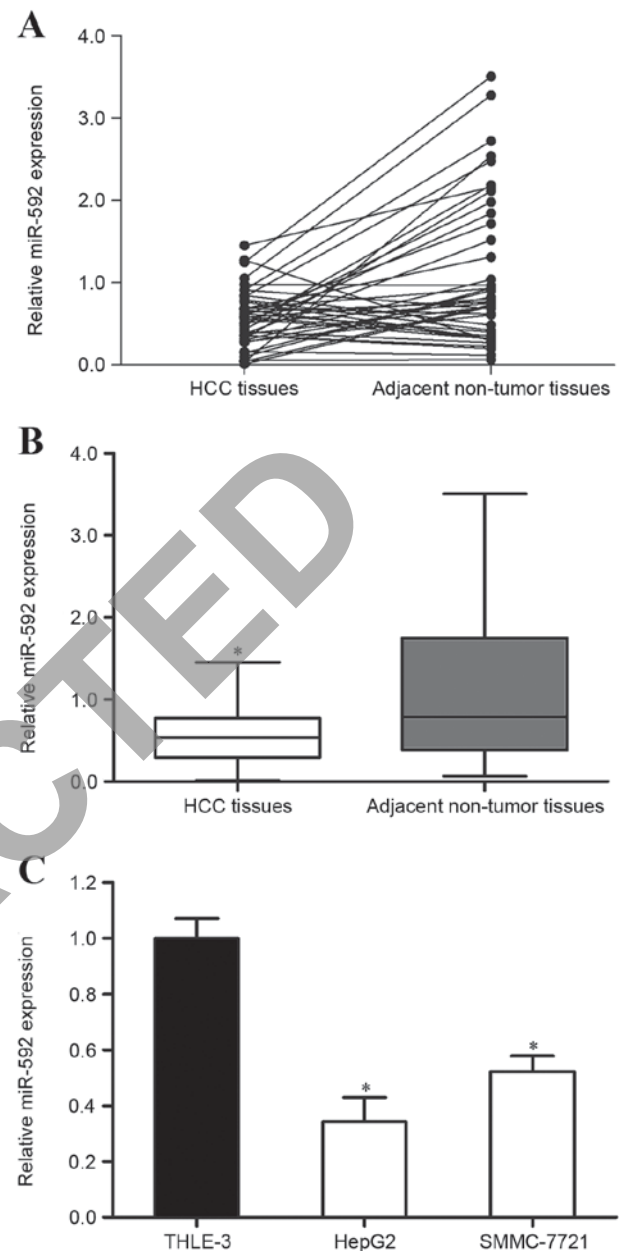 A
4.0
3.0
2.0
1.0
0.0
Relative miR-592 expression
HCC tissues
Adjacent non-tumor tissues
B
4.0
3.0
2.0
1.0
0.0
Relative miR-592 expression
*
HCC tissues
Adjacent non-tumor tissues
CTED
C
1.2
1.0
0.8
0.6
0.4
0.2
0.0
Relative miR-592 expression
*
*
THLE-3
HepG2
SMMC-7721